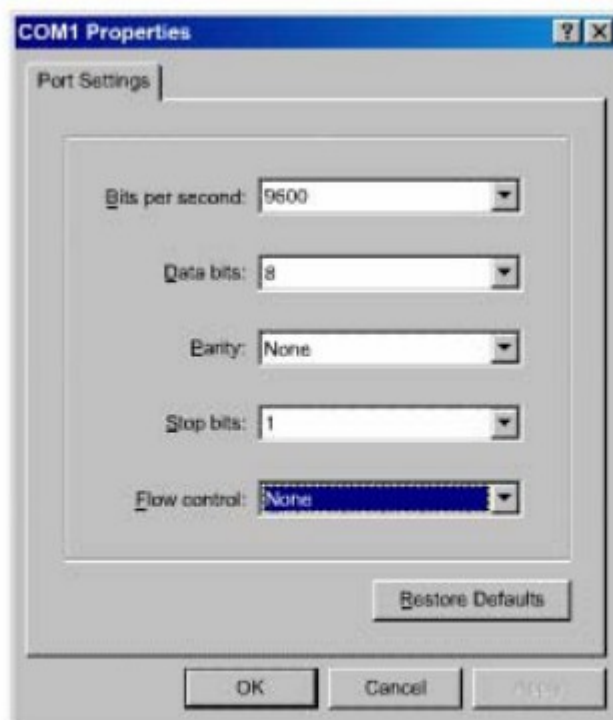 COM1 Properties
Port Settings
Bits per second: 9600
Data bits: 8
Parity: None
Stop bits: 1
Flow control: None
Restore Defaults
OK Cancel Apply